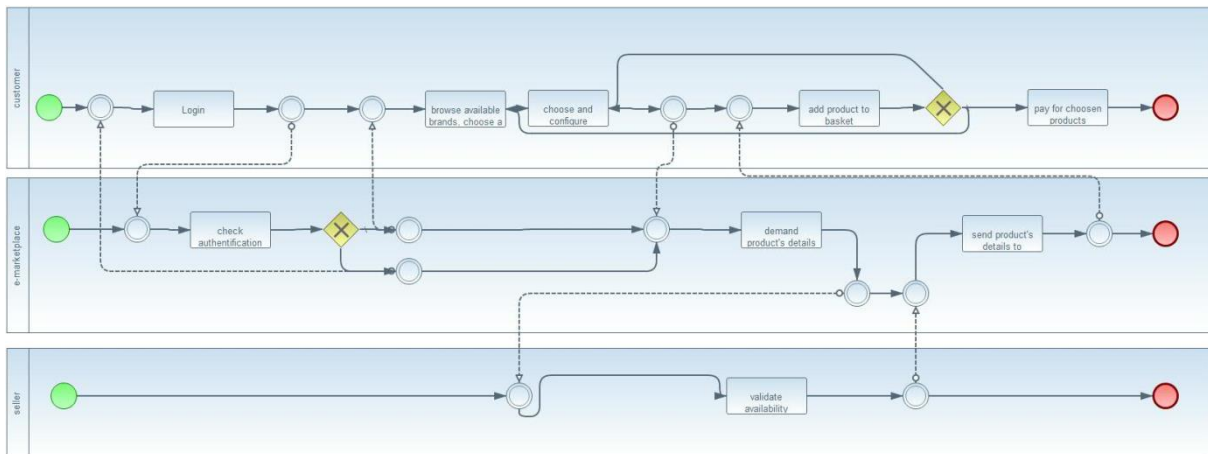 customer
Login
browse available
brands, choose a
choose and
configure
add product to
basket
pay for choosen
products
e-marketplace
check
authentification
demand
product's details
send product's
details to
seller
validate
availability